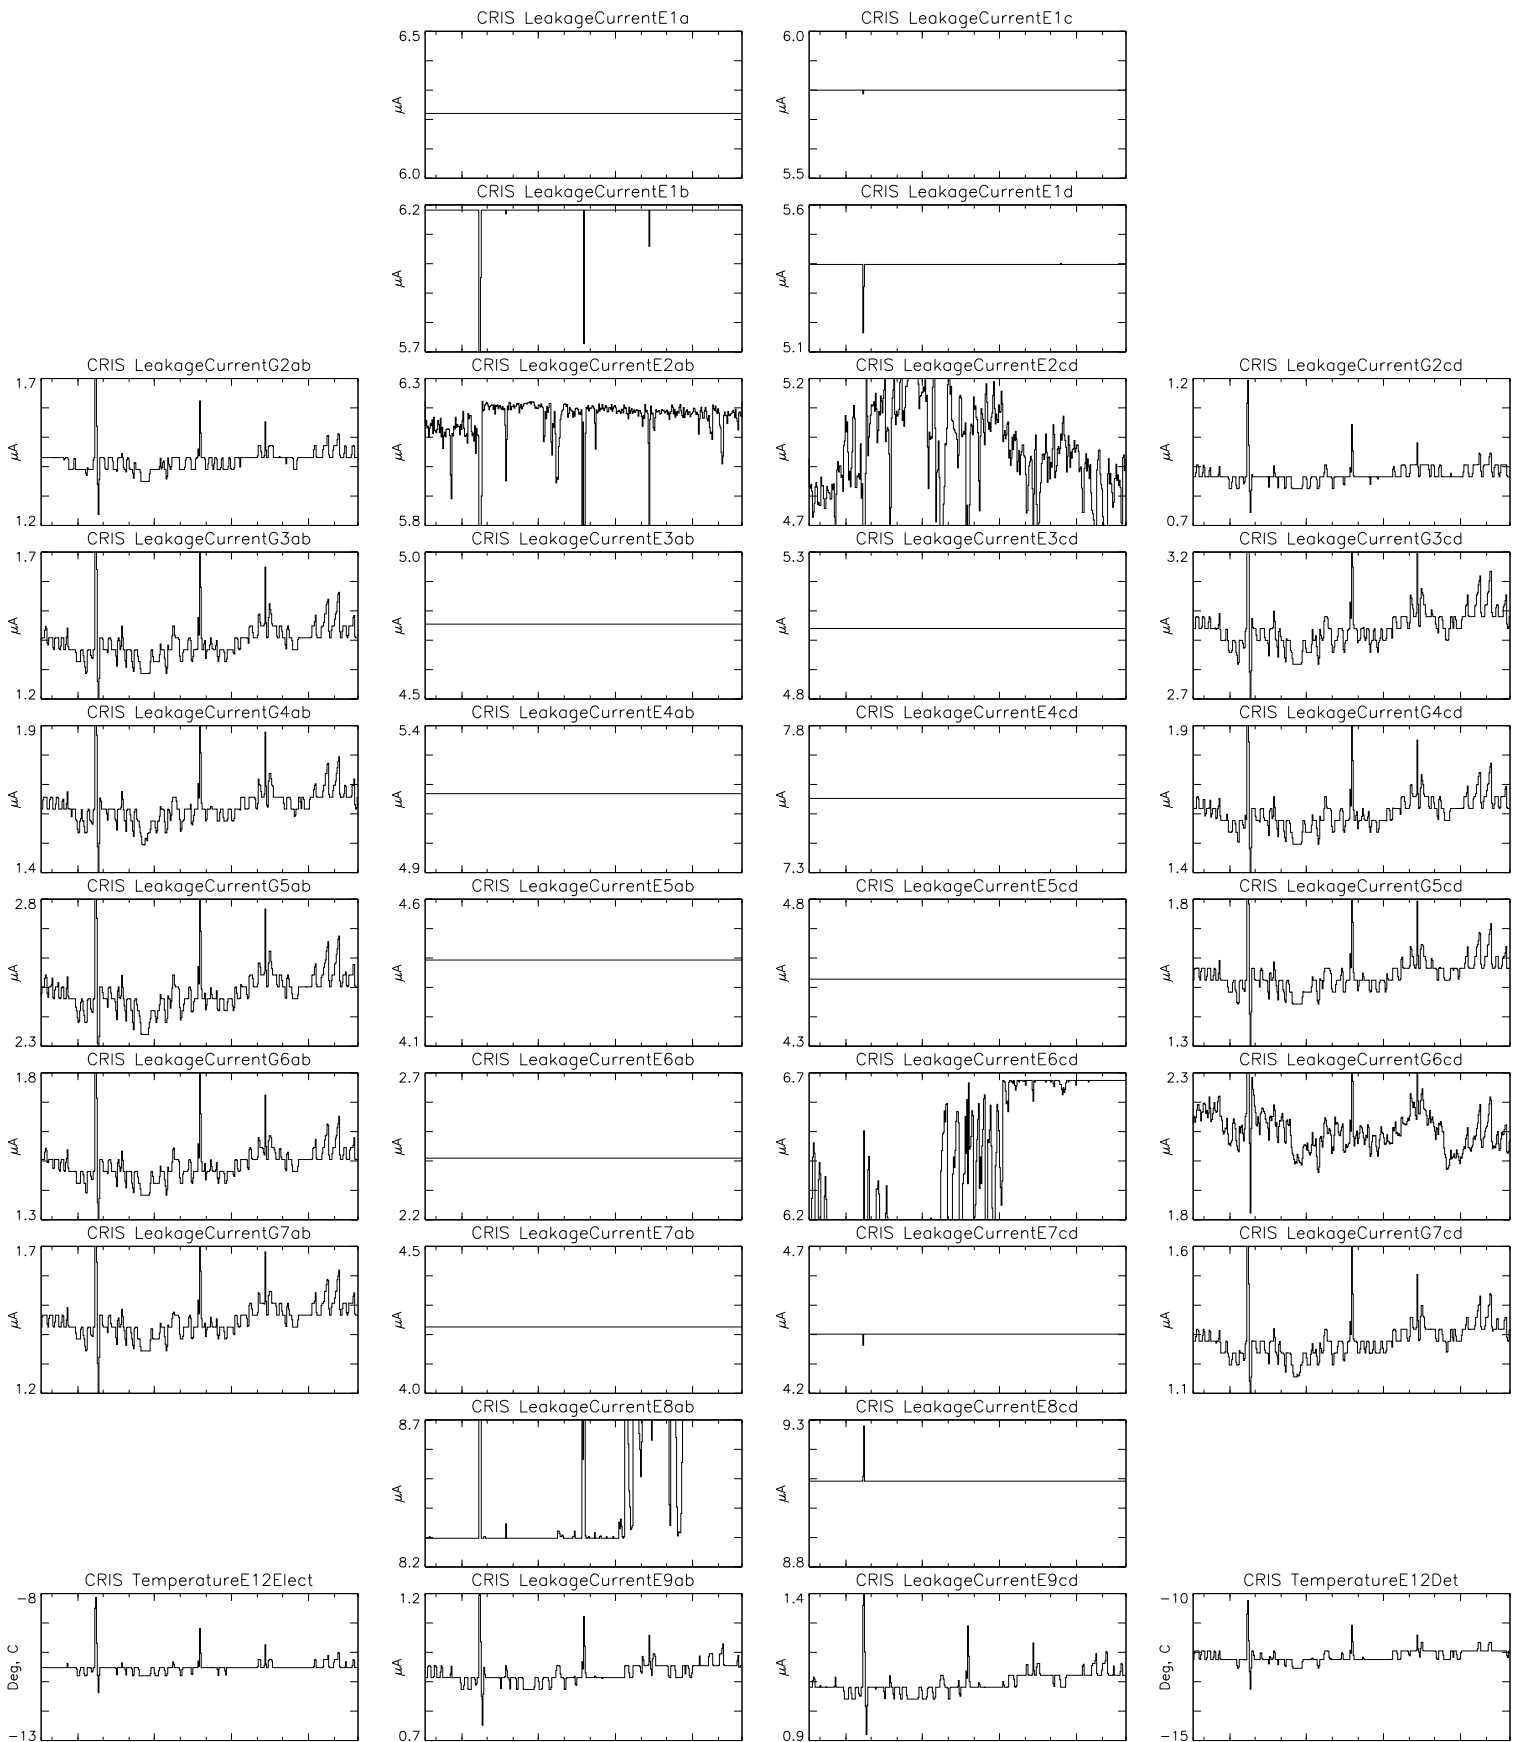 CRIS LeakageCurrentE1a
CRIS LeakageCurrentE1c
6.5
μA
6.0
6.0
μA
5.5
CRIS LeakageCurrentE1b
CRIS LeakageCurrentE1d
6.2
μA
5.7
5.6
μA
5.1
CRIS LeakageCurrentG2ab
CRIS LeakageCurrentE2ab
CRIS LeakageCurrentE2cd
CRIS LeakageCurrentG2cd
1.7
μA
1.2
6.3
μA
5.8
5.2
μA
4.7
1.2
μA
0.7
CRIS LeakageCurrentG3ab
CRIS LeakageCurrentE3ab
CRIS LeakageCurrentE3cd
CRIS LeakageCurrentG3cd
1.7
μA
1.2
5.0
μA
4.5
5.3
μA
4.8
3.2
μA
2.7
CRIS LeakageCurrentG4ab
CRIS LeakageCurrentE4ab
CRIS LeakageCurrentE4cd
CRIS LeakageCurrentG4cd
1.9
μA
1.4
5.4
μA
4.9
7.8
μA
7.3
1.9
μA
1.4
CRIS LeakageCurrentG5ab
CRIS LeakageCurrentE5ab
CRIS LeakageCurrentE5cd
CRIS LeakageCurrentG5cd
2.8
μA
2.3
4.6
μA
4.1
4.8
μA
4.3
1.8
μA
1.3
CRIS LeakageCurrentG6ab
CRIS LeakageCurrentE6ab
CRIS LeakageCurrentE6cd
CRIS LeakageCurrentG6cd
1.8
μA
1.3
2.7
μA
2.2
6.7
μA
6.2
2.3
μA
1.8
CRIS LeakageCurrentG7ab
CRIS LeakageCurrentE7ab
CRIS LeakageCurrentE7cd
CRIS LeakageCurrentG7cd
1.7
μA
1.2
4.5
μA
4.0
4.7
μA
4.2
1.6
μA
1.1
CRIS LeakageCurrentE8ab
CRIS LeakageCurrentE8cd
8.7
μA
8.2
9.3
μA
8.8
CRIS TemperatureE12Elect
CRIS LeakageCurrentE9ab
CRIS LeakageCurrentE9cd
CRIS TemperatureE12Det
-8
Deg, C
-13
1.2
μA
0.7
1.4
μA
0.9
-10
Deg, C
-15